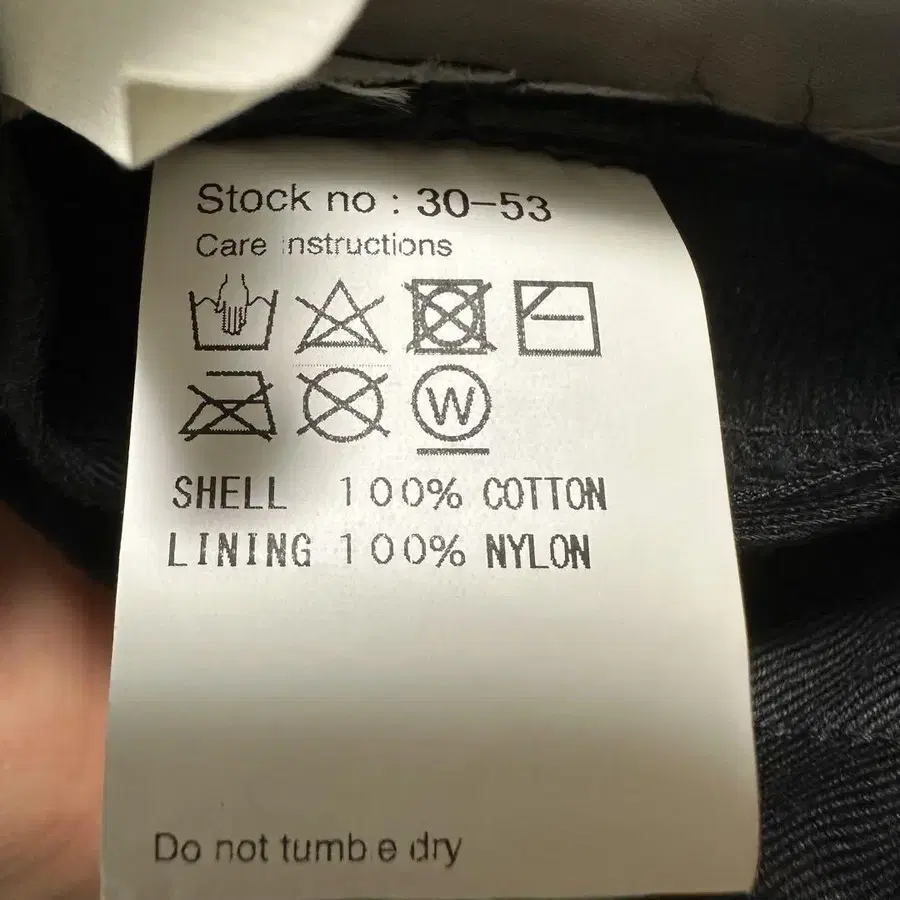 Stock no : 30-53
Care instructions
W
SHELL 100% COTTON
LINING 100% NYLON
Do not tumble dry